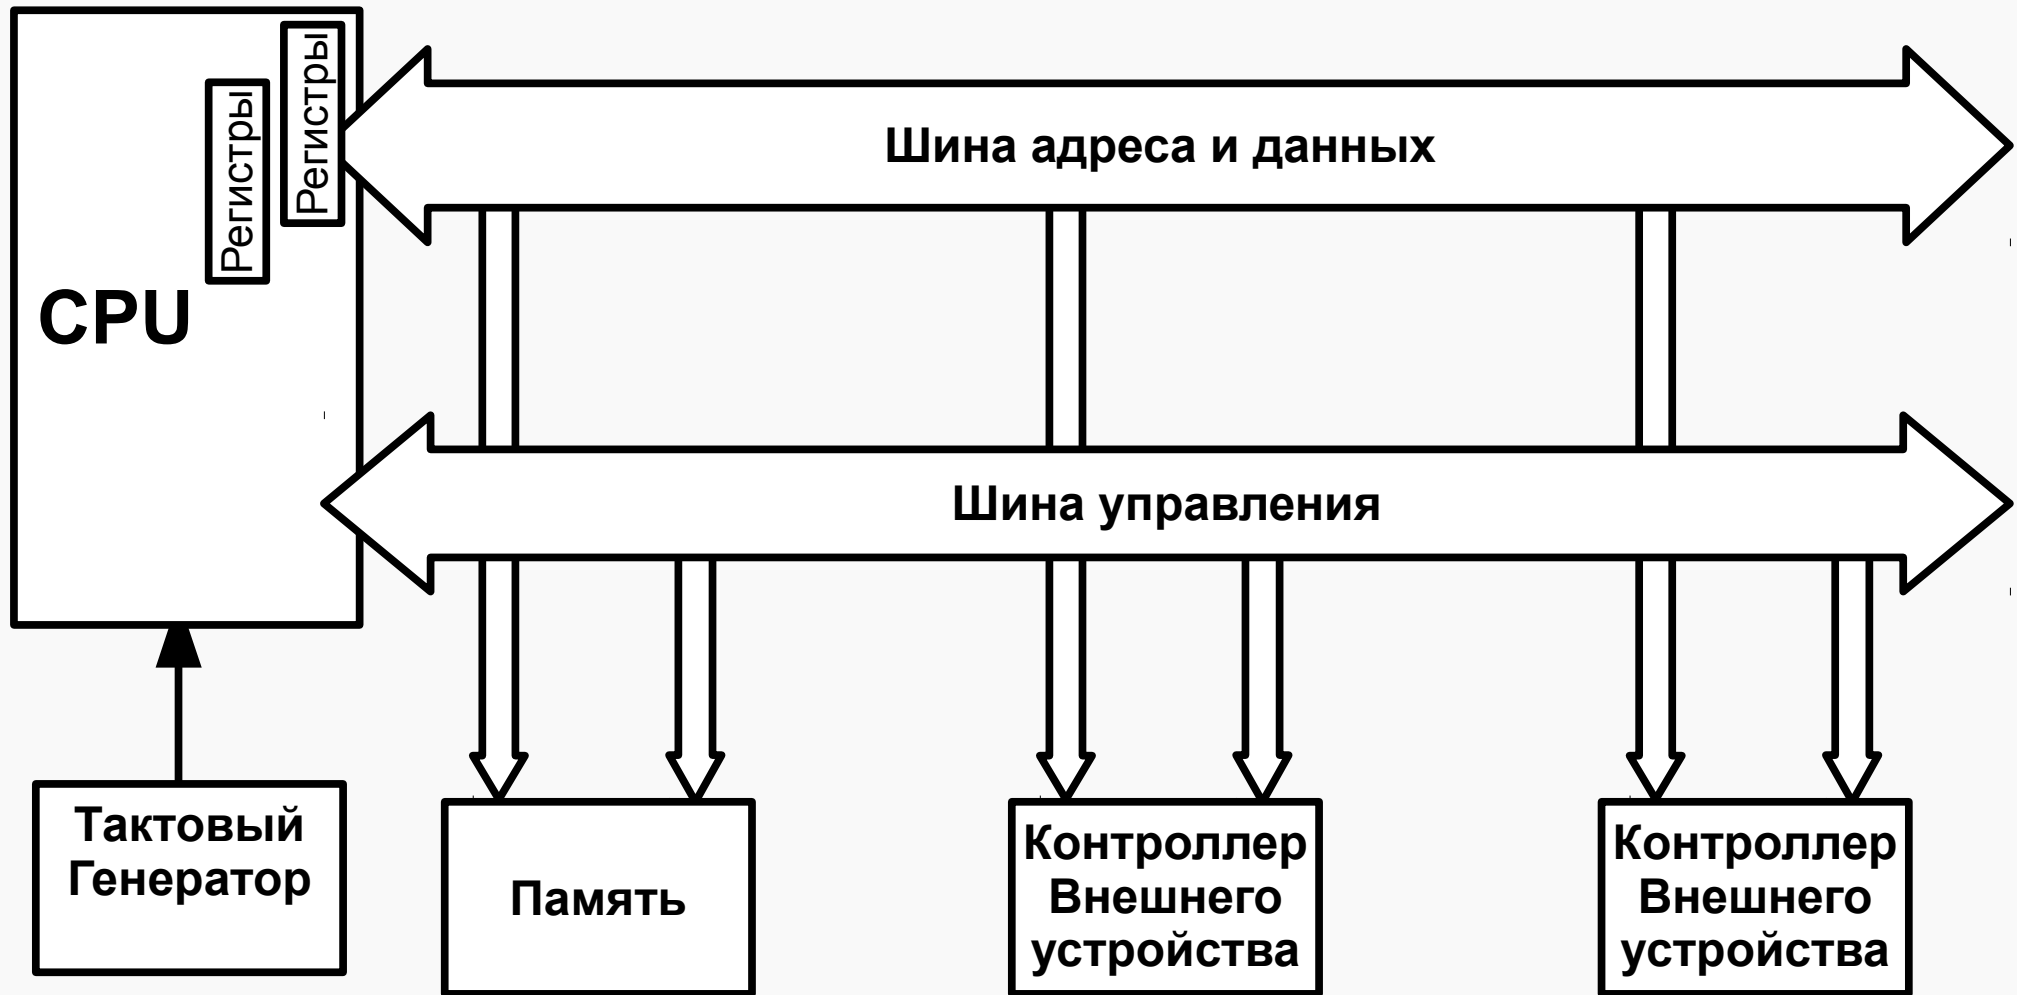 Регистры
Регистры
CPU
Шина адреса и данных
Шина управления
Тактовый
Генератор
Память
Контроллер
Внешнего
устройства
Контроллер
Внешнего
устройства